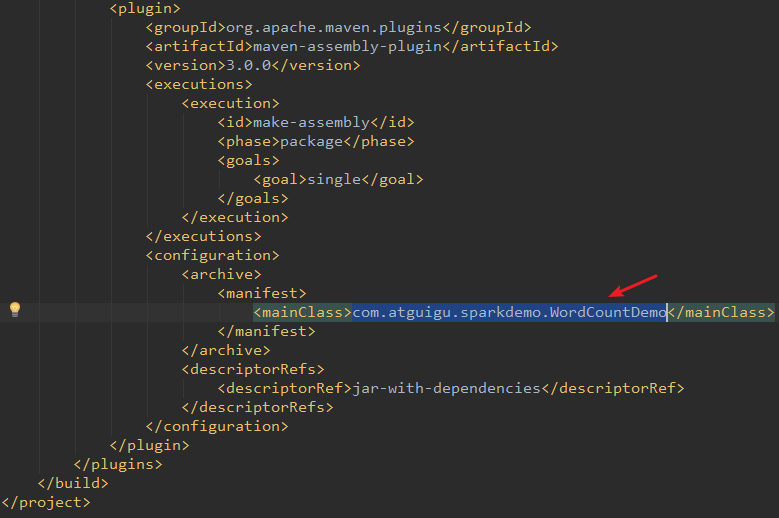 <plugin>
<groupId>org.apache.maven.plugins</groupId>
<artifactId>maven-assembly-plugin</artifactId>
<version>3.0.0</version>
<executions>
<execution>
<id>make-assembly</id>
<phase>package</phase>
<goals>
<goal>single</goal>
</goals>
</execution>
</executions>
<configuration>
<archive>
<manifest>
<mainClass>com.atguigu.sparkdemo.WordCountDemo</mainClass>
</manifest>
</archive>
<descriptorRefs>
<descriptorRef>jar-with-dependencies</descriptorRef>
</descriptorRefs>
</configuration>
</plugin>
</plugins>
</build>
</project>